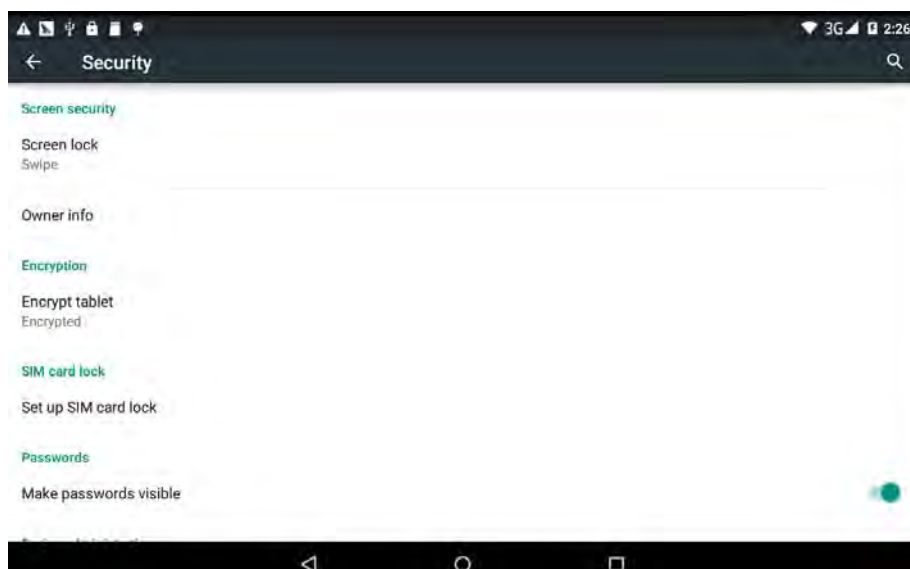 3G 2:26
Security
Screen security
Screen lock
Swipe
Owner info
Encryption
Encrypt tablet
Encrypted
SIM card lock
Set up SIM card lock
Passwords
Make passwords visible